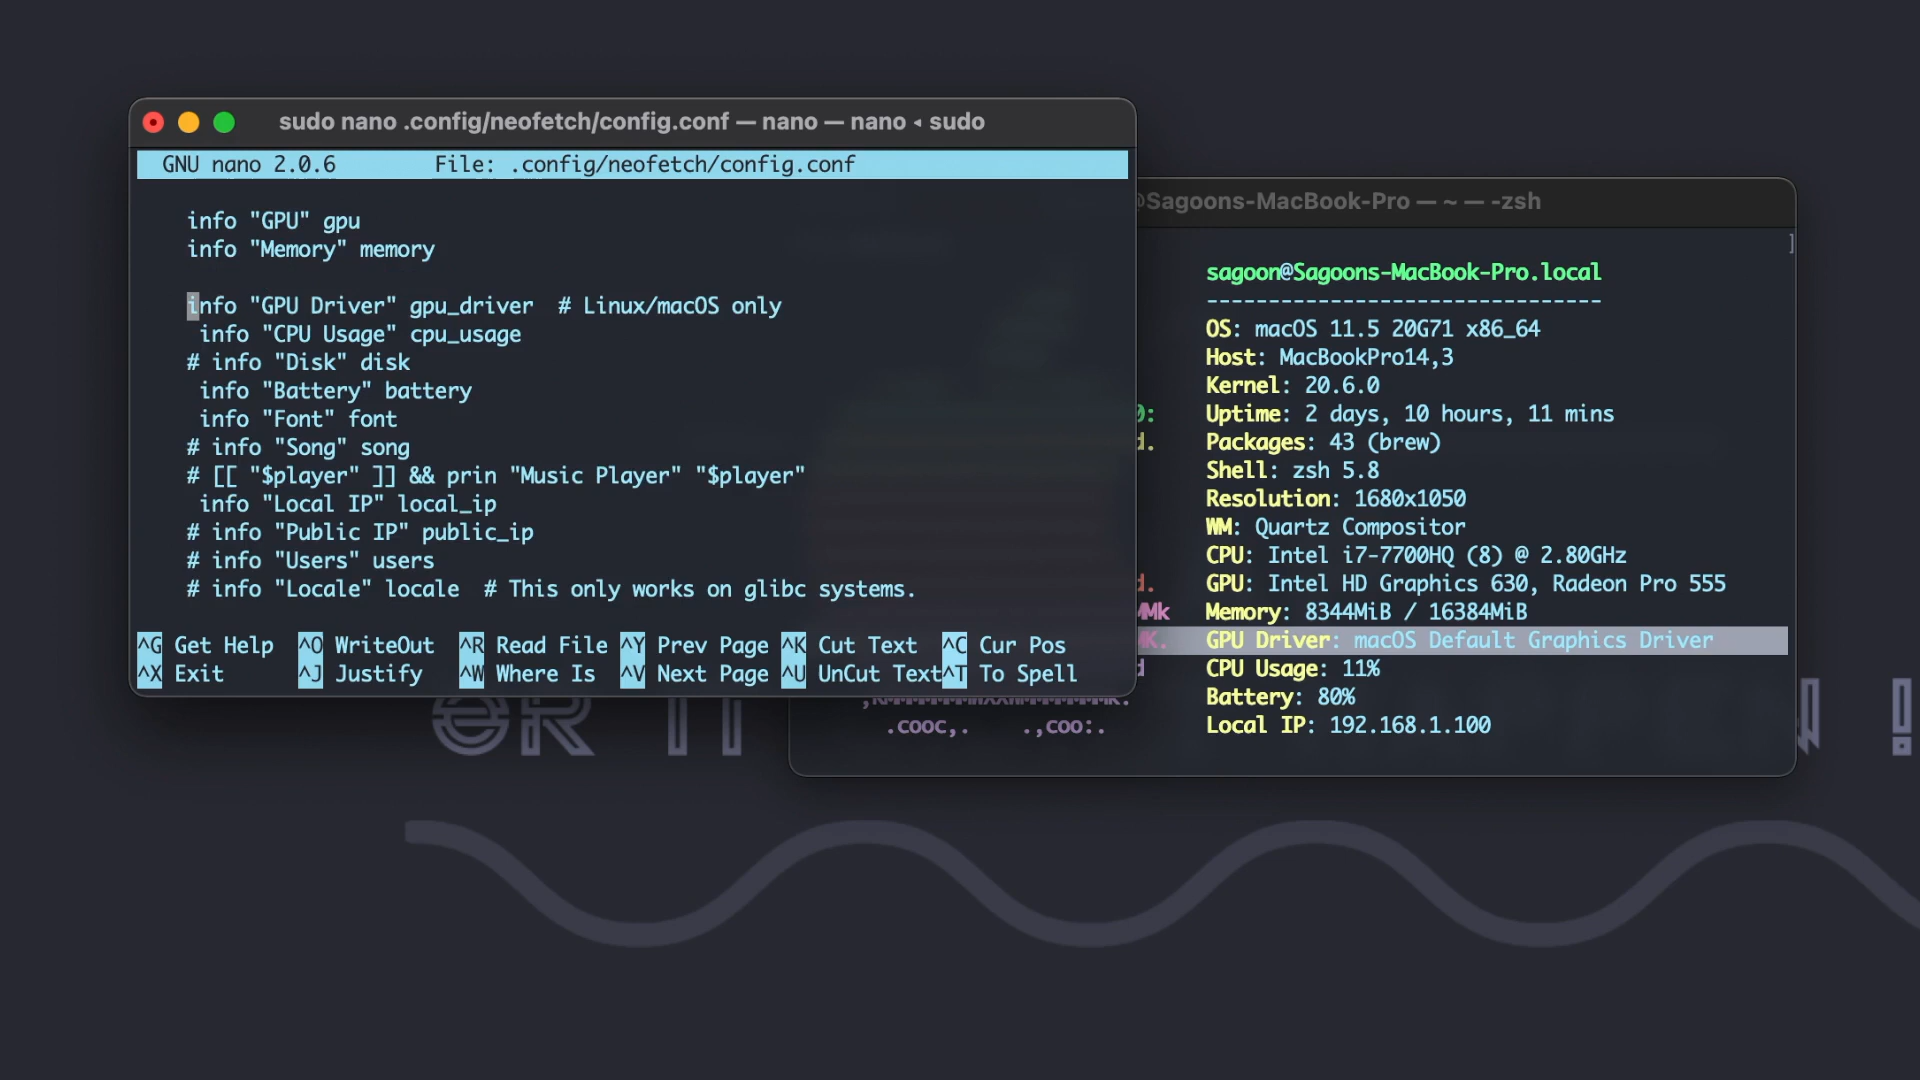 sudo nano .config/neofetch/config.conf — nano — nano ◂ sudo
GNU nano 2.0.6 File: .config/neofetch/config.conf
info "GPU" gpu
info "Memory" memory
info "GPU Driver" gpu_driver # Linux/macOS only
info "CPU Usage" cpu_usage
# info "Disk" disk
info "Battery" battery
info "Font" font
# info "Song" song
# [[ "$player" ]] && prin "Music Player" "$player"
info "Local IP" local_ip
# info "Public IP" public_ip
# info "Users" users
# info "Locale" locale # This only works on glibc systems.
^G Get Help ^O WriteOut ^R Read File ^Y Prev Page ^K Cut Text ^C Cur Pos
^X Exit ^J Justify ^W Where Is ^V Next Page ^U UnCut Text ^T To Spell
@Sagoons-MacBook-Pro — ~ — -zsh
]
sagoon@Sagoons-MacBook-Pro.local
--------------------------------
OS: macOS 11.5 20G71 x86_64
Host: MacBookPro14,3
Kernel: 20.6.0
Uptime: 2 days, 10 hours, 11 mins
Packages: 43 (brew)
Shell: zsh 5.8
Resolution: 1680x1050
WM: Quartz Compositor
CPU: Intel i7-7700HQ (8) @ 2.80GHz
GPU: Intel HD Graphics 630, Radeon Pro 555
Memory: 8344MiB / 16384MiB
GPU Driver: macOS Default Graphics Driver
CPU Usage: 11%
Battery: 80%
Local IP: 192.168.1.100
.cooc,. .,coo:.